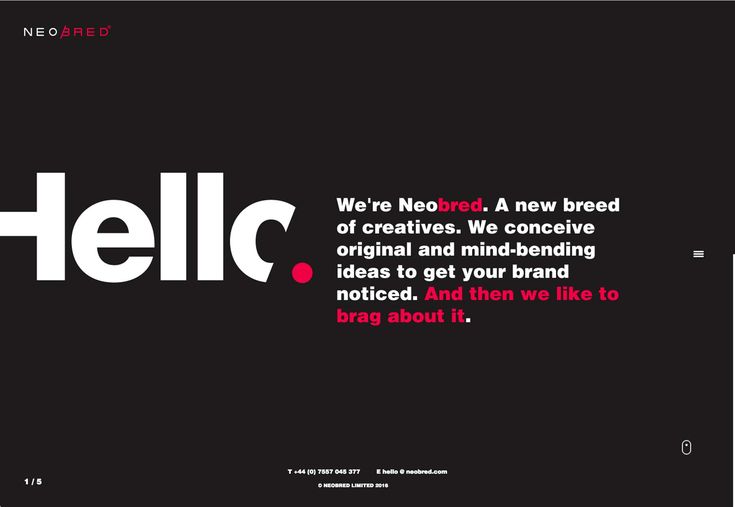 NEOBRED®
Hello.
We're Neobred. A new breed
of creatives. We conceive
original and mind-bending
ideas to get your brand
noticed. And then we like to
brag about it.
T +44 (0) 7557 045 377 E hello @ neobred.com
© NEOBRED LIMITED 2016
1 / 5